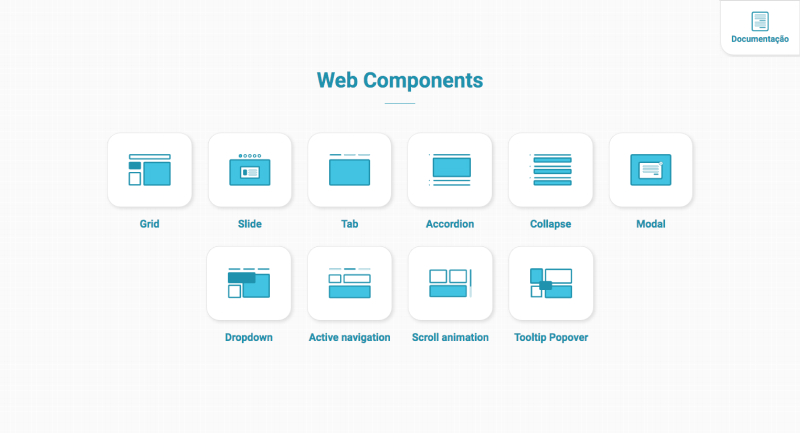 Documentação
Web Components
Grid
Slide
Tab
Accordion
Collapse
Modal
Dropdown
Active navigation
Scroll animation
Tooltip Popover